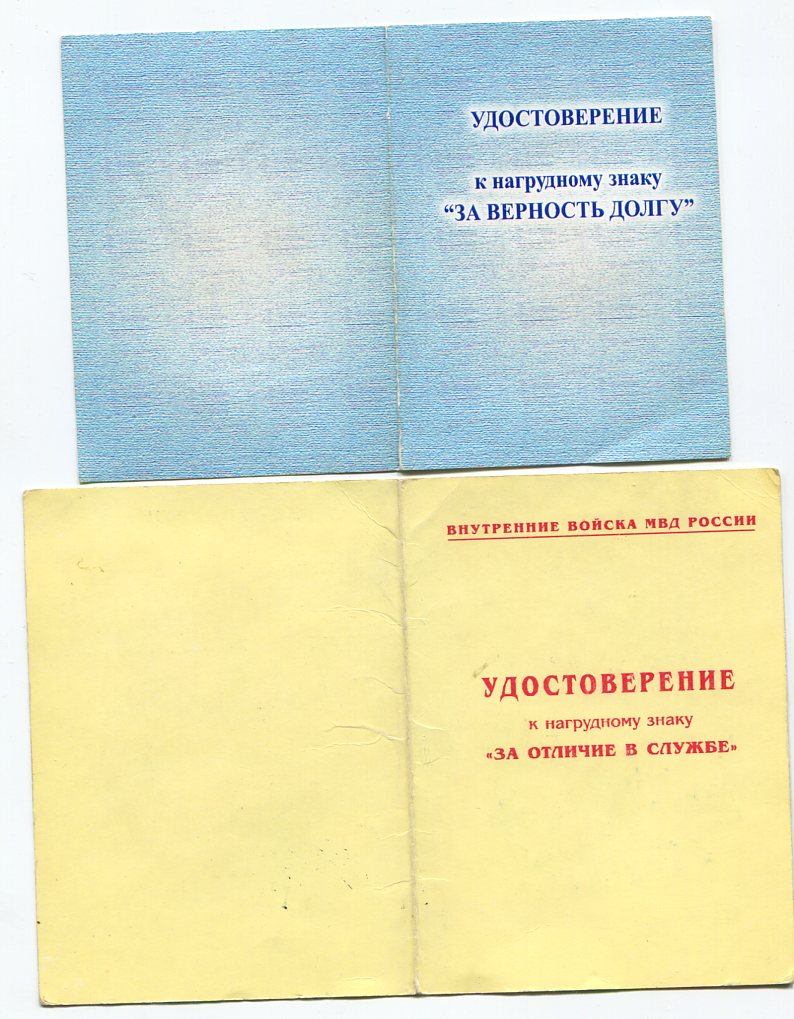 УДОСТОВЕРЕНИЕ
к нагрудному знаку
“ЗА ВЕРНОСТЬ ДОЛГУ”
ВНУТРЕННИЕ ВОЙСКА МВД РОССИИ
УДОСТОВЕРЕНИЕ
к нагрудному знаку
«ЗА ОТЛИЧИЕ В СЛУЖБЕ»